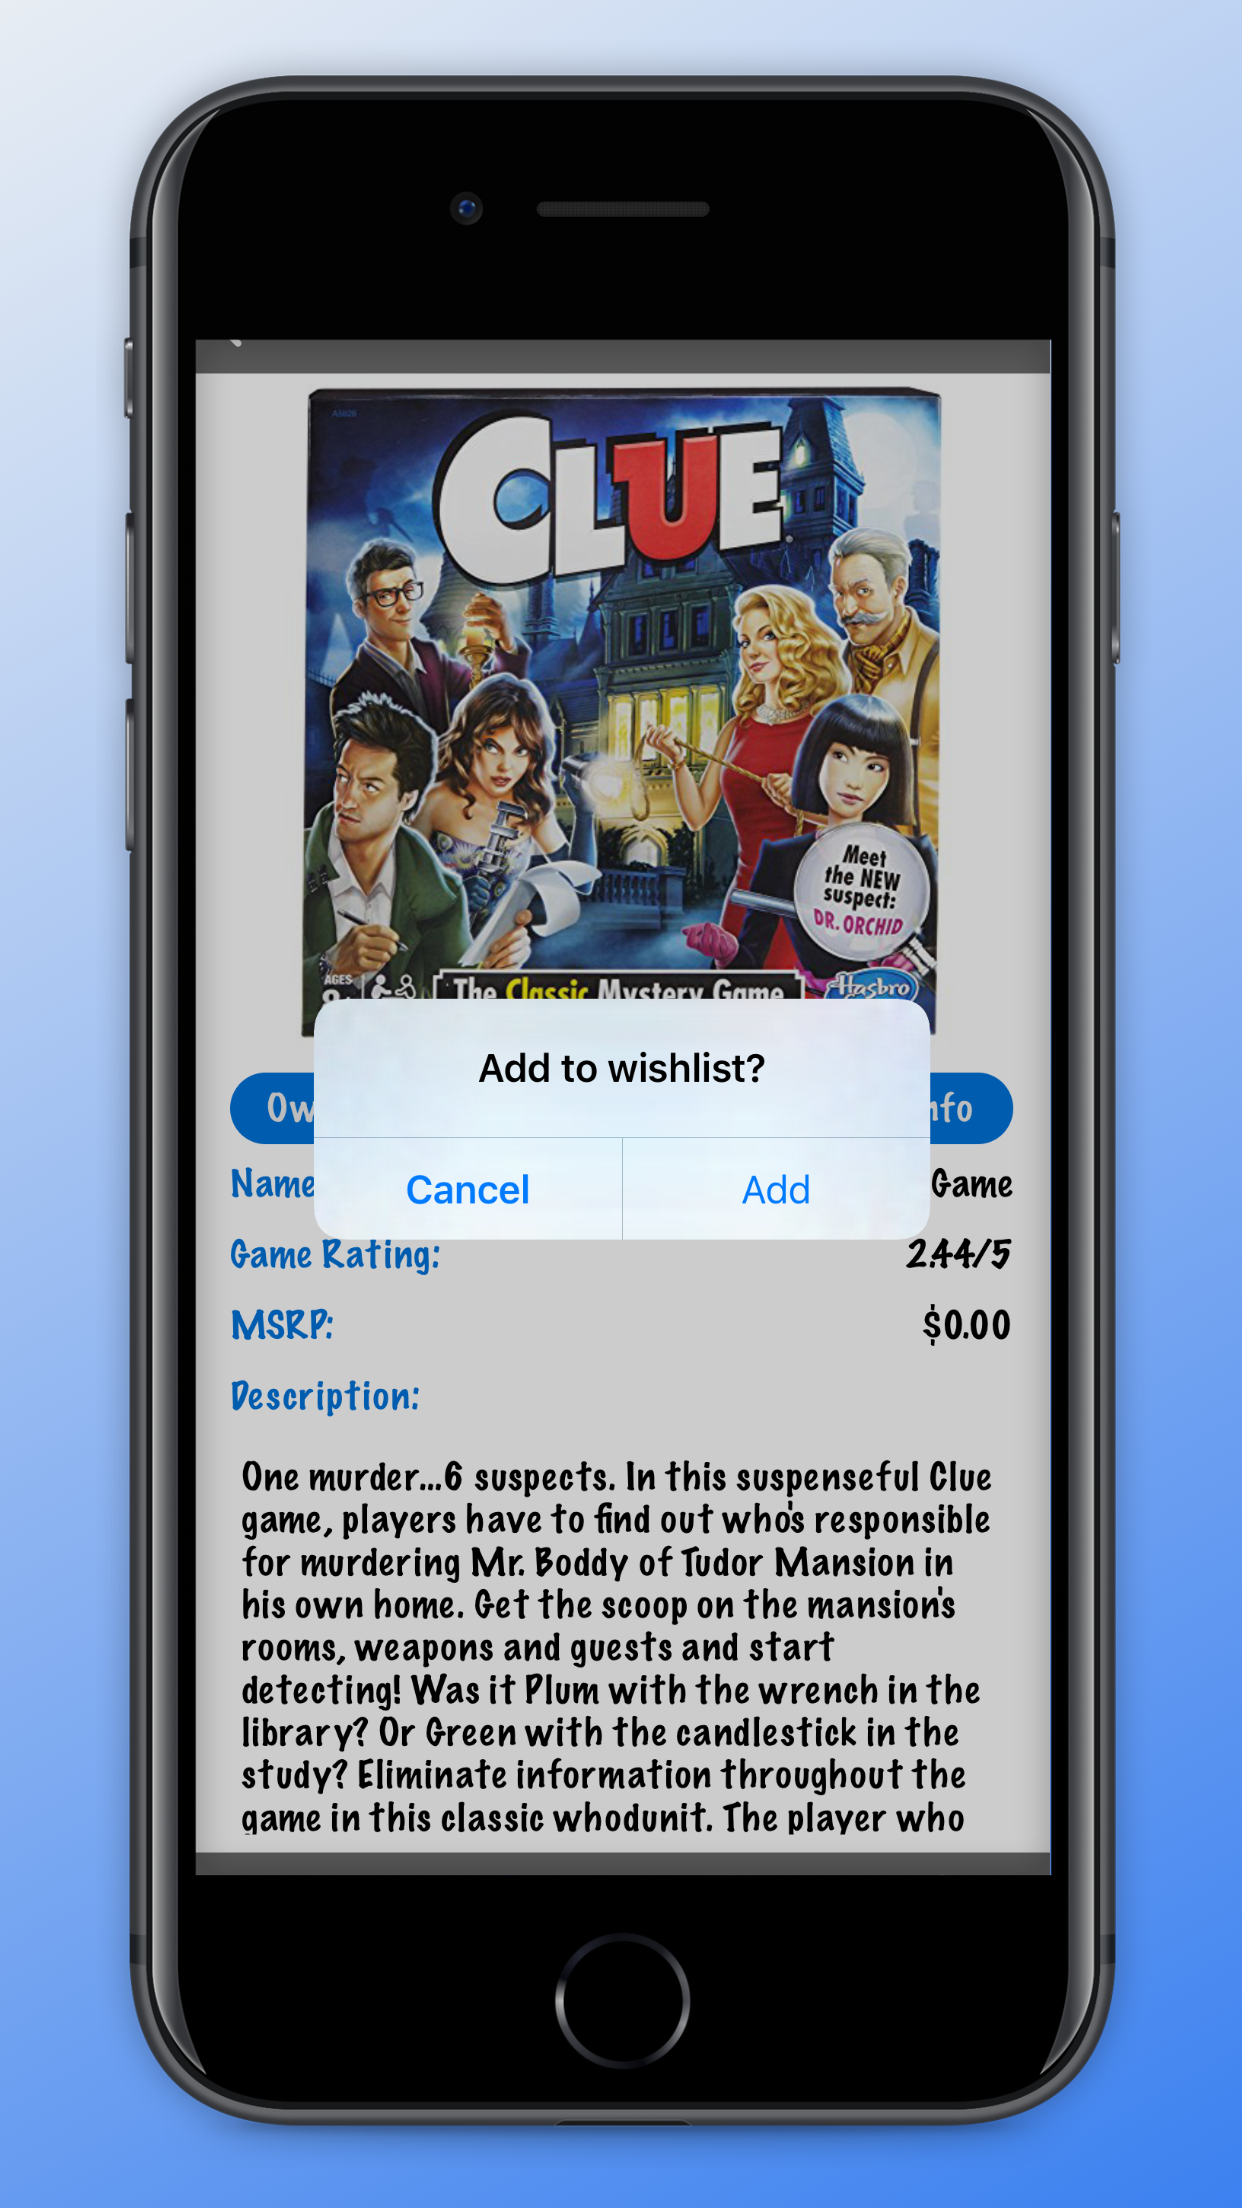 A5826
CLUE
Meet
the NEW
suspect:
DR. ORCHID
AGES
The Classic Mystery Game
Hasbro
Add to wishlist?
Cancel Add
Name
Game
Game Rating:
2.44/5
MSRP:
$0.00
Description:
One murder...6 suspects. In this suspenseful Clue
game, players have to find out who's responsible
for murdering Mr. Boddy of Tudor Mansion in
his own home. Get the scoop on the mansion's
rooms, weapons and guests and start
detecting! Was it Plum with the wrench in the
library? Or Green with the candlestick in the
study? Eliminate information throughout the
game in this classic whodunit. The player who